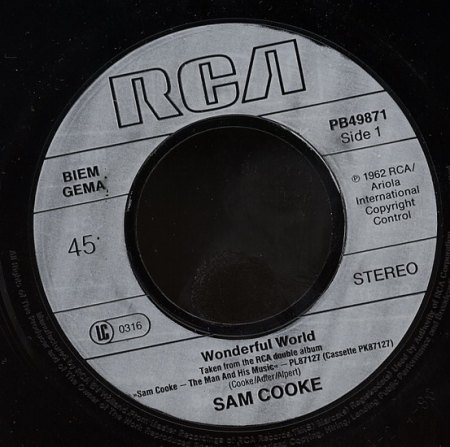 RCA
PB49871
Side 1
BIEM
GEMA
℗ 1962 RCA/
Ariola
International
Copyright
Control
45
STEREO
LC 0316
Wonderful World
Taken from the RCA double album
»Sam Cooke – The Man And His Music« – PL87127 (Cassette PK87127)
(Cooke/Adler/Alpert)
SAM COOKE